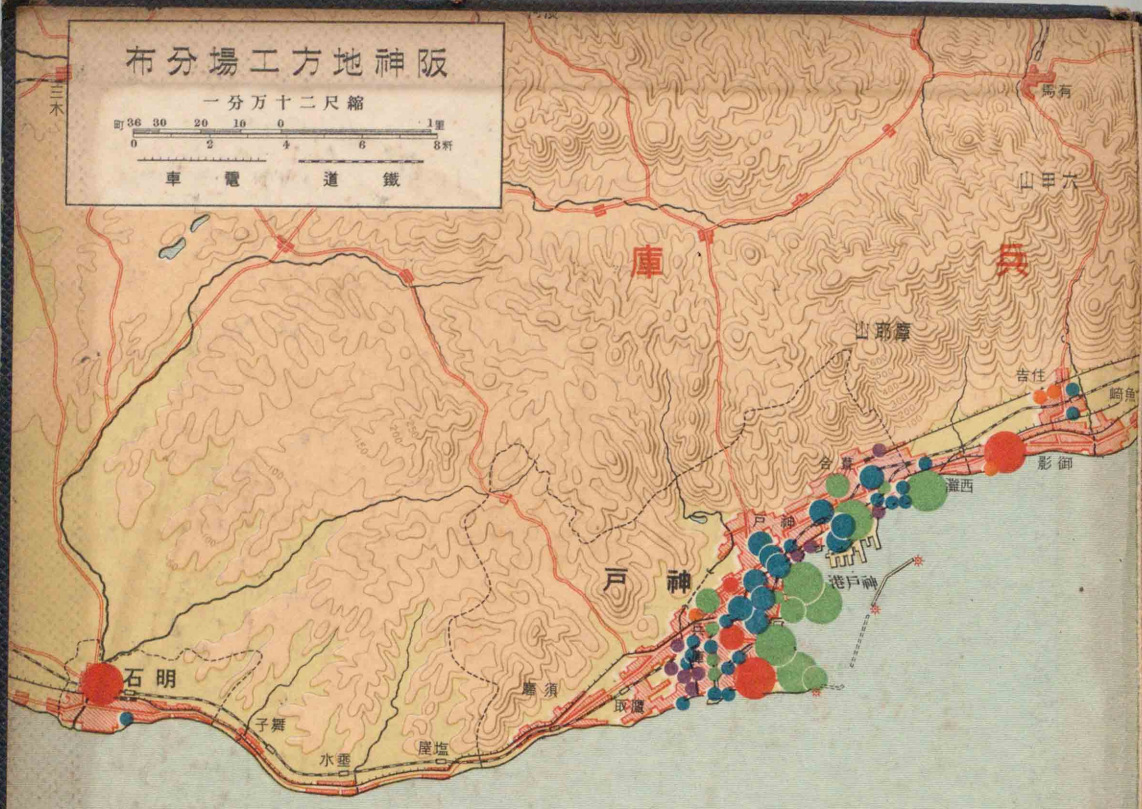 阪神地方工場分布
縮尺二十万分一
町 36 30 20 10 0 1里
0 2 4 6 8粁
鐵道
電車
三木
有馬
六甲山
兵
庫
摩耶山
住吉
魚崎
御影
西灘
葺合
神戸
神戸港
神戸
鷹取
須磨
塩屋
垂水
舞子
明石